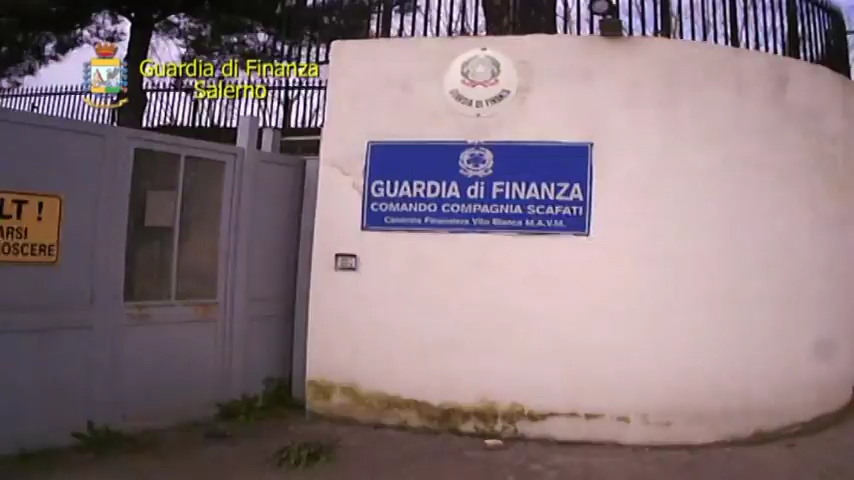 Guardia di Finanza
Salerno
GUARDIA DI FINANZA
GUARDIA di FINANZA
COMANDO COMPAGNIA SCAFATI
Caserma Finanziere Vito Bianco M.A.V.M.
LT !
ARSI
OSCERE